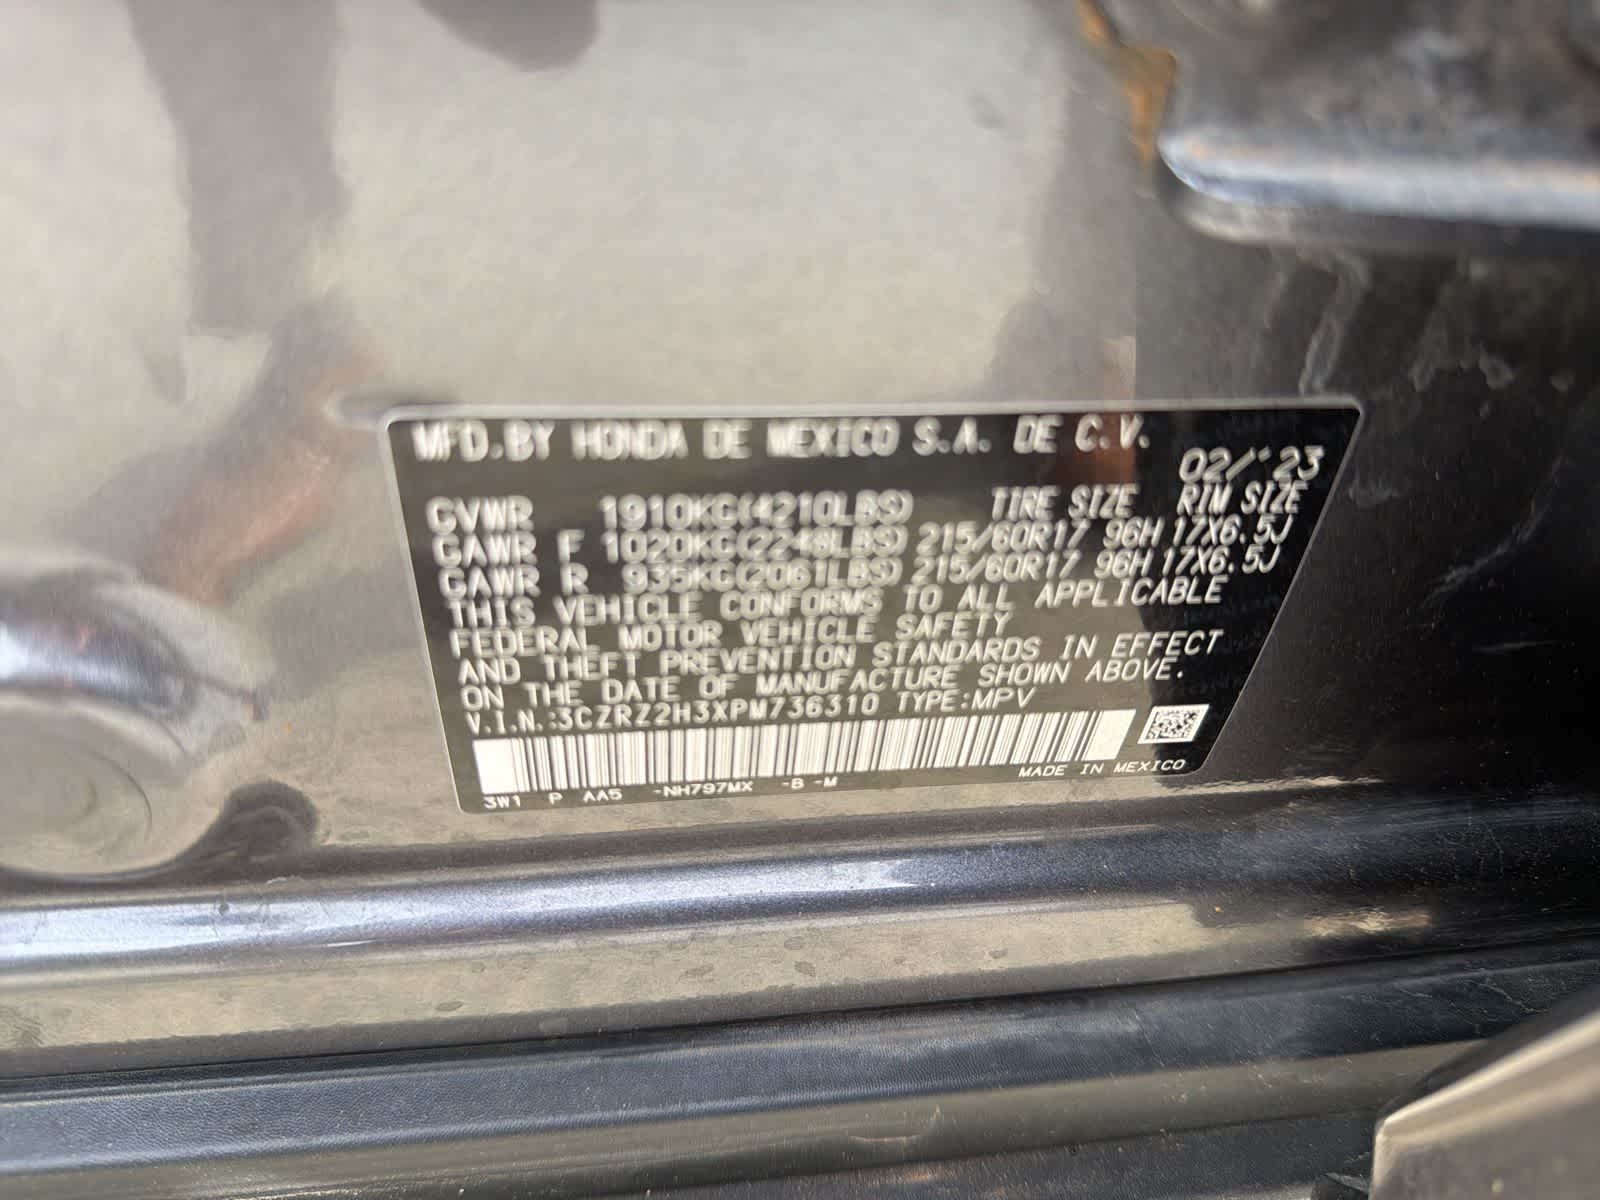 MFD.BY HONDA DE MEXICO S.A. DE C.V.
02/'23
GVWR 1910KG(4210LBS) TIRE SIZE RIM SIZE
GAWR F 1020KG(2248LBS) 215/60R17 96H 17X6.5J
GAWR R 935KG(2061LBS) 215/60R17 96H 17X6.5J
THIS VEHICLE CONFORMS TO ALL APPLICABLE
FEDERAL MOTOR VEHICLE SAFETY
AND THEFT PREVENTION STANDARDS IN EFFECT
ON THE DATE OF MANUFACTURE SHOWN ABOVE.
V.I.N.:3CZRZ2H3XPM736310 TYPE:MPV
MADE IN MEXICO
3W1 P AA5 -NH797MX -B -M